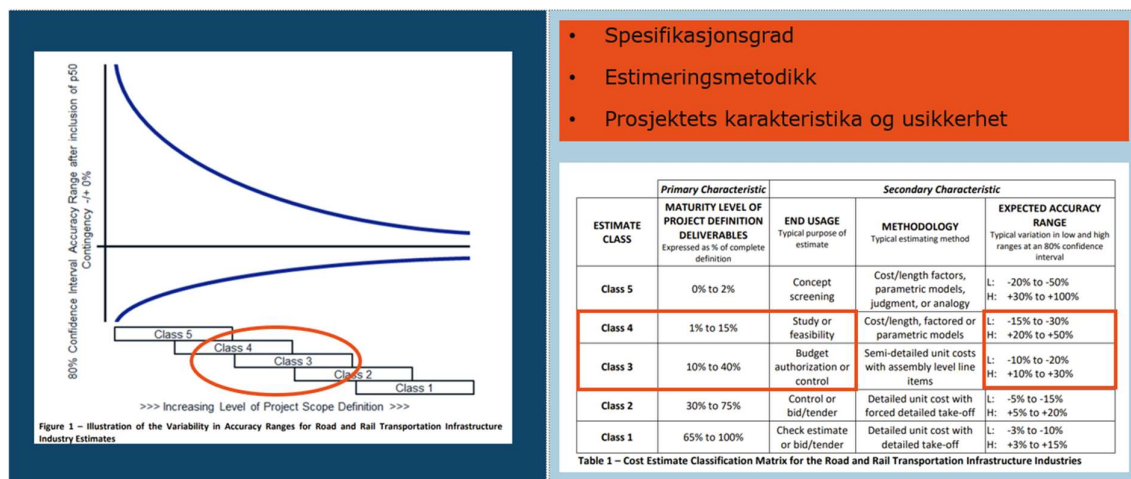 80% Confidence Interval Accuracy Range after inclusion of p50
Contingency -/+ 0%
Class 5
Class 4
Class 3
Class 2
Class 1
>>> Increasing Level of Project Scope Definition >>>
Figure 1 – Illustration of the Variability in Accuracy Ranges for Road and Rail Transportation Infrastructure
Industry Estimates
• Spesifikasjonsgrad
• Estimeringsmetodikk
• Prosjektets karakteristika og usikkerhet
Primary Characteristic Secondary Characteristic
ESTIMATE
CLASS
MATURITY LEVEL OF
PROJECT DEFINITION
DELIVERABLES
Expressed as % of complete
definition
END USAGE
Typical purpose of
estimate
METHODOLOGY
Typical estimating method
EXPECTED ACCURACY
RANGE
Typical variation in low and high
ranges at an 80% confidence
interval
Class 5
0% to 2%
Concept
screening
Cost/length factors,
parametric models,
judgment, or analogy
L: -20% to -50%
H: +30% to +100%
Class 4
1% to 15%
Study or
feasibility
Cost/length, factored or
parametric models
L: -15% to -30%
H: +20% to +50%
Class 3
10% to 40%
Budget
authorization or
control
Semi-detailed unit costs
with assembly level line
items
L: -10% to -20%
H: +10% to +30%
Class 2
30% to 75%
Control or
bid/tender
Detailed unit cost with
forced detailed take-off
L: -5% to -15%
H: +5% to +20%
Class 1
65% to 100%
Check estimate
or bid/tender
Detailed unit cost with
detailed take-off
L: -3% to -10%
H: +3% to +15%
Table 1 – Cost Estimate Classification Matrix for the Road and Rail Transportation Infrastructure Industries